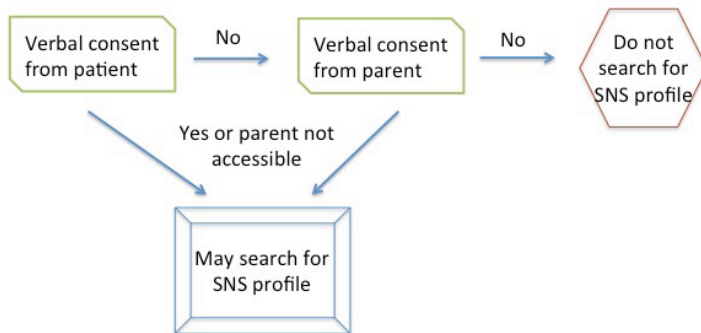 Verbal consent
from patient
No
Verbal consent
from parent
No
Do not
search for
SNS profile
Yes or parent not
accessible
May search for
SNS profile